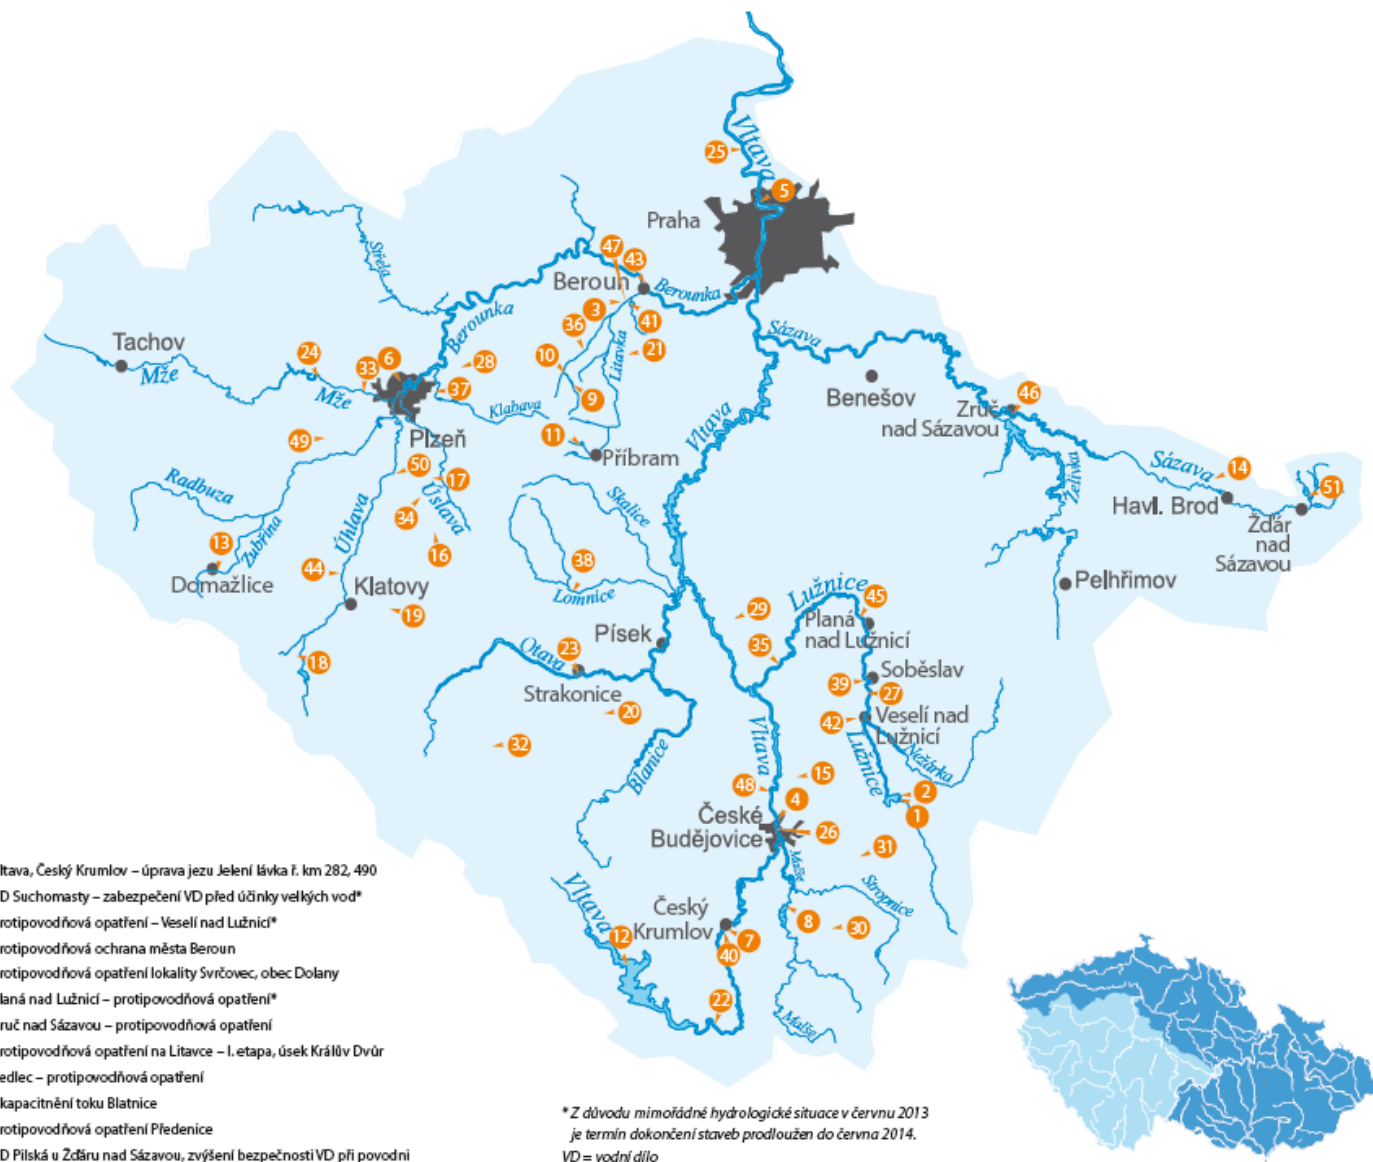 Vltava
25
5
Praha
47
43
Beroun
Berounka
Střela
3
41
36
Berounka
Sázava
Tachov
Mže
24
33
6
28
10
Litavka
21
37
9
Mže
Klabava
Benešov
46
Zruč
nad Sázavou
Vltava
49
Plzeň
11
Příbram
50
17
Radbuza
Skalice
Želivka
Sázava
14
51
Havl. Brod
Žďár
nad
Sázavou
34
Úslava
Úhlava
Zubřina
13
16
Domažlice
44
Klatovy
38
Lomnice
Lužnice
45
Pelhřimov
19
29
Planá
nad Lužnicí
Písek
18
Otava
23
35
Strakonice
Soběslav
39
27
20
42
Veselí nad
Lužnicí
32
Vltava
Nežárka
Blanice
Lužnice
15
48
2
4
1
České
Budějovice
26
31
Malše
Stropnice
Vltava
Český
Krumlov
8
30
12
7
40
22
Malše
ltava, Český Krumlov – úprava jezu Jelení lávka ř. km 282, 490
D Suchomasty – zabezpečení VD před účinky velkých vod*
rotipovodňová opatření – Veselí nad Lužnicí*
rotipovodňová ochrana města Beroun
rotipovodňová opatření lokality Svrčovec, obec Dolany
laná nad Lužnicí – protipovodňová opatření*
ruč nad Sázavou – protipovodňová opatření
rotipovodňová opatření na Litavce – I. etapa, úsek Králův Dvůr
edlec – protipovodňová opatření
kapacitnění toku Blatnice
rotipovodňová opatření Předenice
D Pilská u Žďáru nad Sázavou, zvýšení bezpečnosti VD při povodni
* Z důvodu mimořádné hydrologické situace v červnu 2013
je termín dokončení staveb prodloužen do června 2014.
VD = vodní dílo